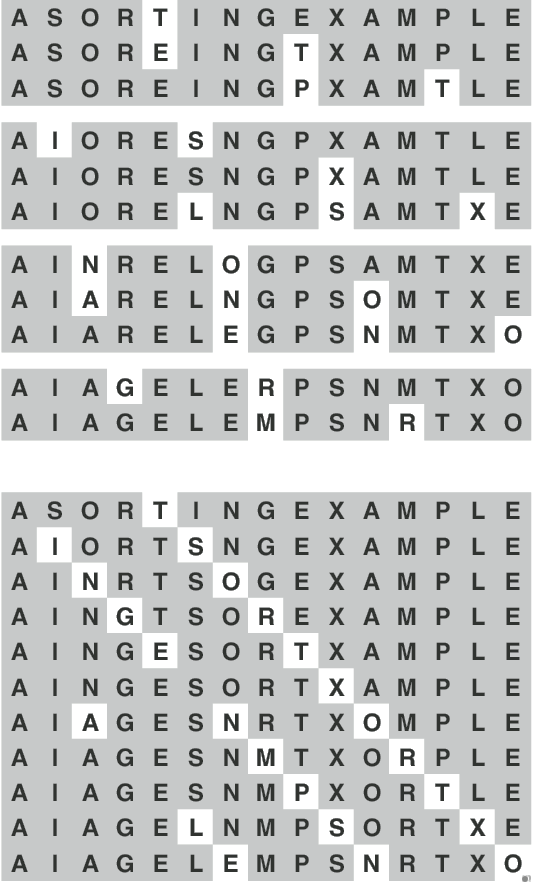 A S O R T I N G E X A M P L E
A S O R E I N G T X A M P L E
A S O R E I N G P X A M T L E
A I O R E S N G P X A M T L E
A I O R E S N G P X A M T L E
A I O R E L N G P S A M T X E
A I N R E L O G P S A M T X E
A I A R E L N G P S O M T X E
A I A R E L E G P S N M T X O
A I A G E L E R P S N M T X O
A I A G E L E M P S N R T X O
A S O R T I N G E X A M P L E
A I O R T S N G E X A M P L E
A I N R T S O G E X A M P L E
A I N G T S O R E X A M P L E
A I N G E S O R T X A M P L E
A I N G E S O R T X A M P L E
A I A G E S N R T X O M P L E
A I A G E S N M T X O R P L E
A I A G E S N M P X O R T L E
A I A G E L N M P S O R T X E
A I A G E L E M P S N R T X O